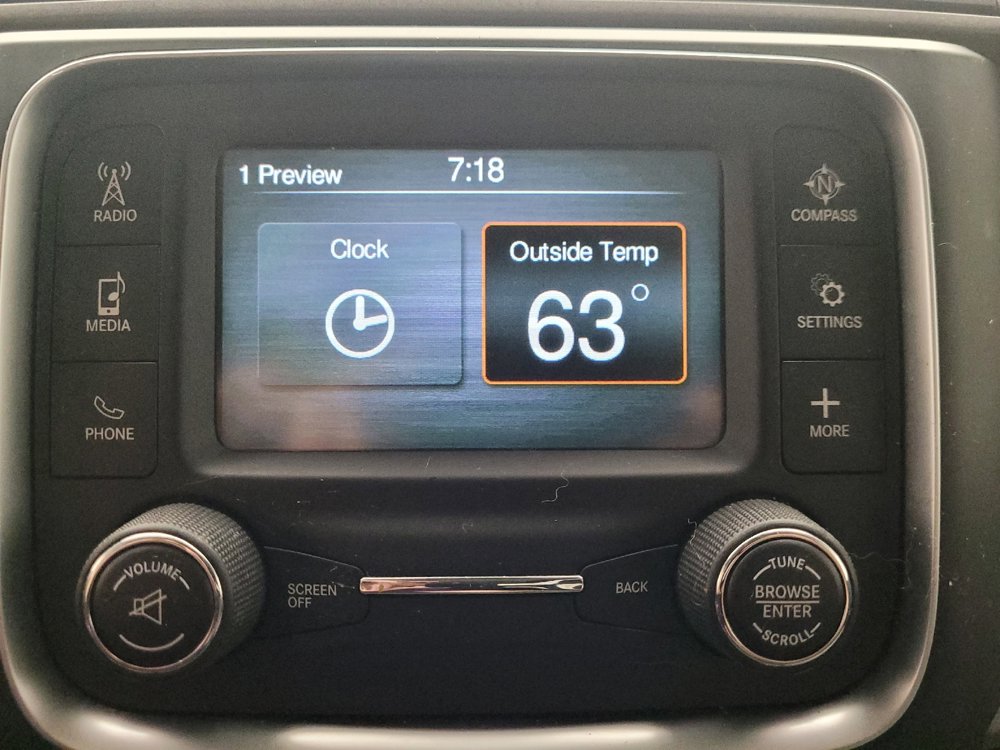 1 Preview 7:18
Clock
Outside Temp
63°
RADIO
MEDIA
PHONE
N
COMPASS
SETTINGS
MORE
VOLUME
SCREEN
OFF
BACK
TUNE
BROWSE
ENTER
SCROLL